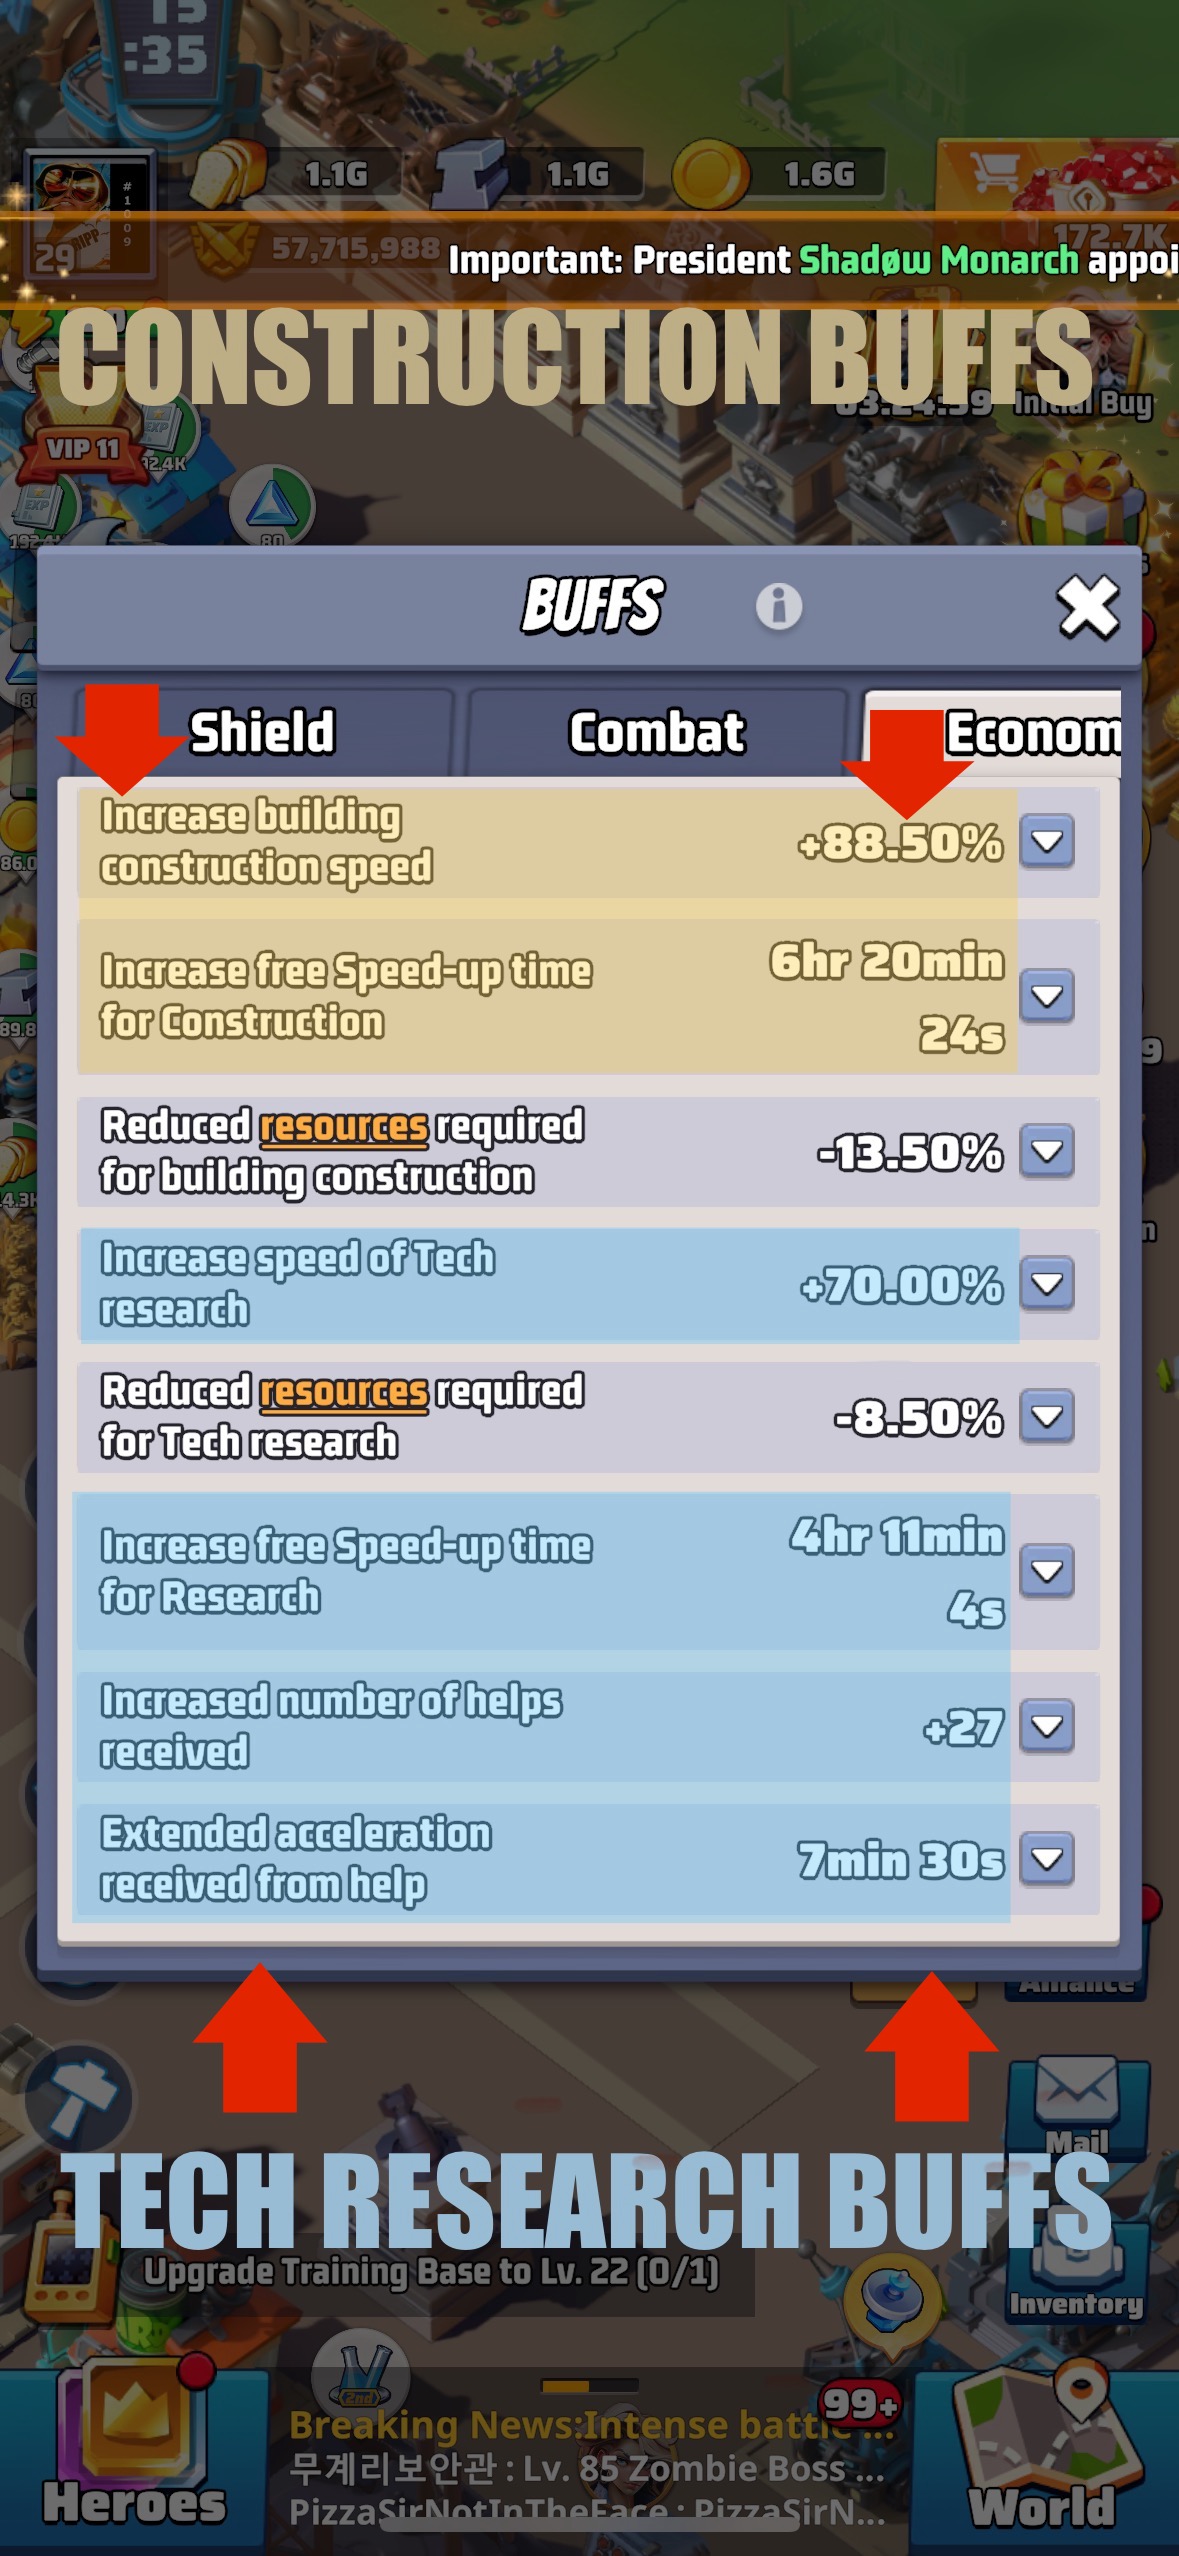 15
:35
1.1G
1.1G
1.6G
#1009
29
57,715,988
172.7K
Important: President Shadøw Monarch appoi
CONSTRUCTION BUFFS
03:24:59
Initial Buy
VIP 11
EXP
EXP
80
BUFFS
Shield
Combat
Econom
Increase building
construction speed
+88.50%
Increase free Speed-up time
for Construction
6hr 20min
24s
Reduced resources required
for building construction
-13.50%
Increase speed of Tech
research
+70.00%
Reduced resources required
for Tech research
-8.50%
Increase free Speed-up time
for Research
4hr 11min
4s
Increased number of helps
received
+27
Extended acceleration
received from help
7min 30s
Alliance
Mail
TECH RESEARCH BUFFS
Upgrade Training Base to Lv. 22 (0/1)
Inventory
2nd
99+
Breaking News:Intense battle ...
무계리보안관 : Lv. 85 Zombie Boss ...
PizzaSirNotInTheFace : PizzaSirN...
Heroes
World